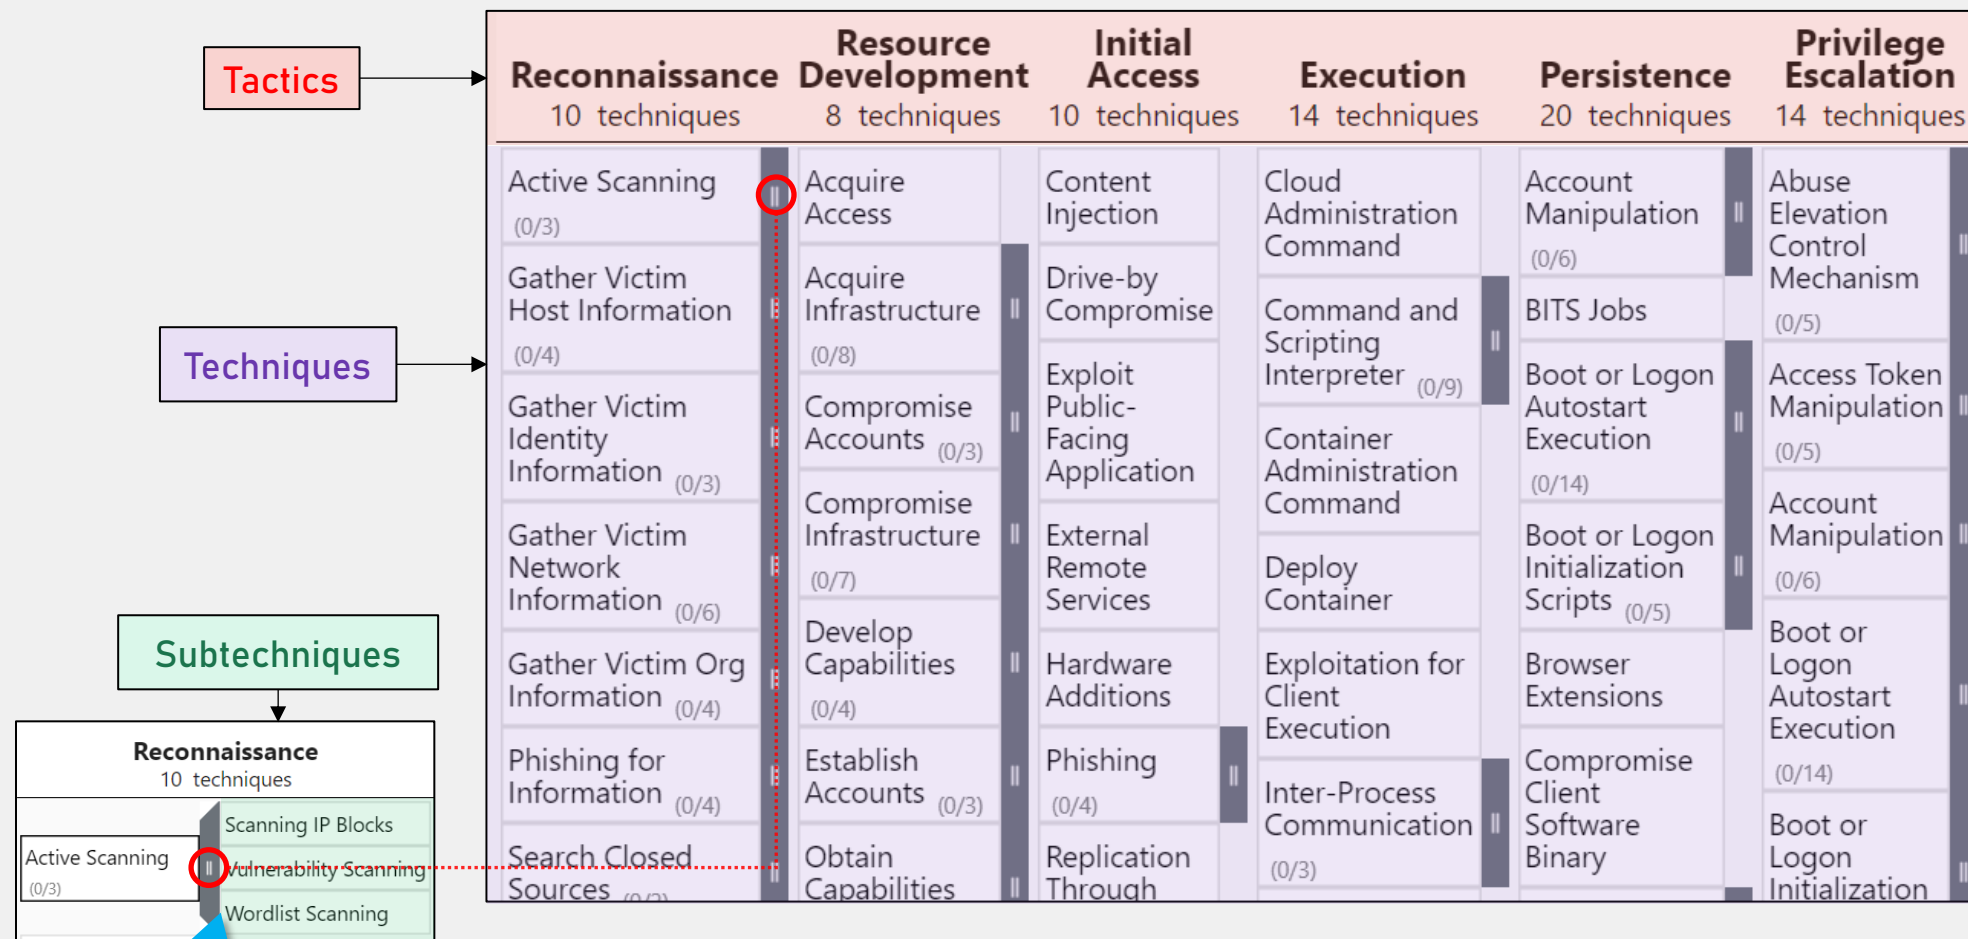 Tactics
Techniques
Subtechniques
Reconnaissance
10 techniques
Active Scanning
(0/3)
Scanning IP Blocks
Vulnerability Scanning
Wordlist Scanning
Reconnaissance
10 techniques
Active Scanning
(0/3)
Gather Victim
Host Information
(0/4)
Gather Victim
Identity
Information (0/3)
Gather Victim
Network
Information (0/6)
Gather Victim Org
Information (0/4)
Phishing for
Information (0/4)
Search Closed
Sources
Resource
Development
8 techniques
Acquire
Access
Acquire
Infrastructure
(0/8)
Compromise
Accounts (0/3)
Compromise
Infrastructure
(0/7)
Develop
Capabilities
(0/4)
Establish
Accounts (0/3)
Obtain
Capabilities
Initial
Access
10 techniques
Content
Injection
Drive-by
Compromise
Exploit
Public-
Facing
Application
External
Remote
Services
Hardware
Additions
Phishing
(0/4)
Replication
Through
Execution
14 techniques
Cloud
Administration
Command
Command and
Scripting
Interpreter (0/9)
Container
Administration
Command
Deploy
Container
Exploitation for
Client
Execution
Inter-Process
Communication
(0/3)
Persistence
20 techniques
Account
Manipulation
(0/6)
BITS Jobs
Boot or Logon
Autostart
Execution
(0/14)
Boot or Logon
Initialization
Scripts (0/5)
Browser
Extensions
Compromise
Client
Software
Binary
Privilege
Escalation
14 techniques
Abuse
Elevation
Control
Mechanism
(0/5)
Access Token
Manipulation
(0/5)
Account
Manipulation
(0/6)
Boot or
Logon
Autostart
Execution
(0/14)
Boot or
Logon
Initialization